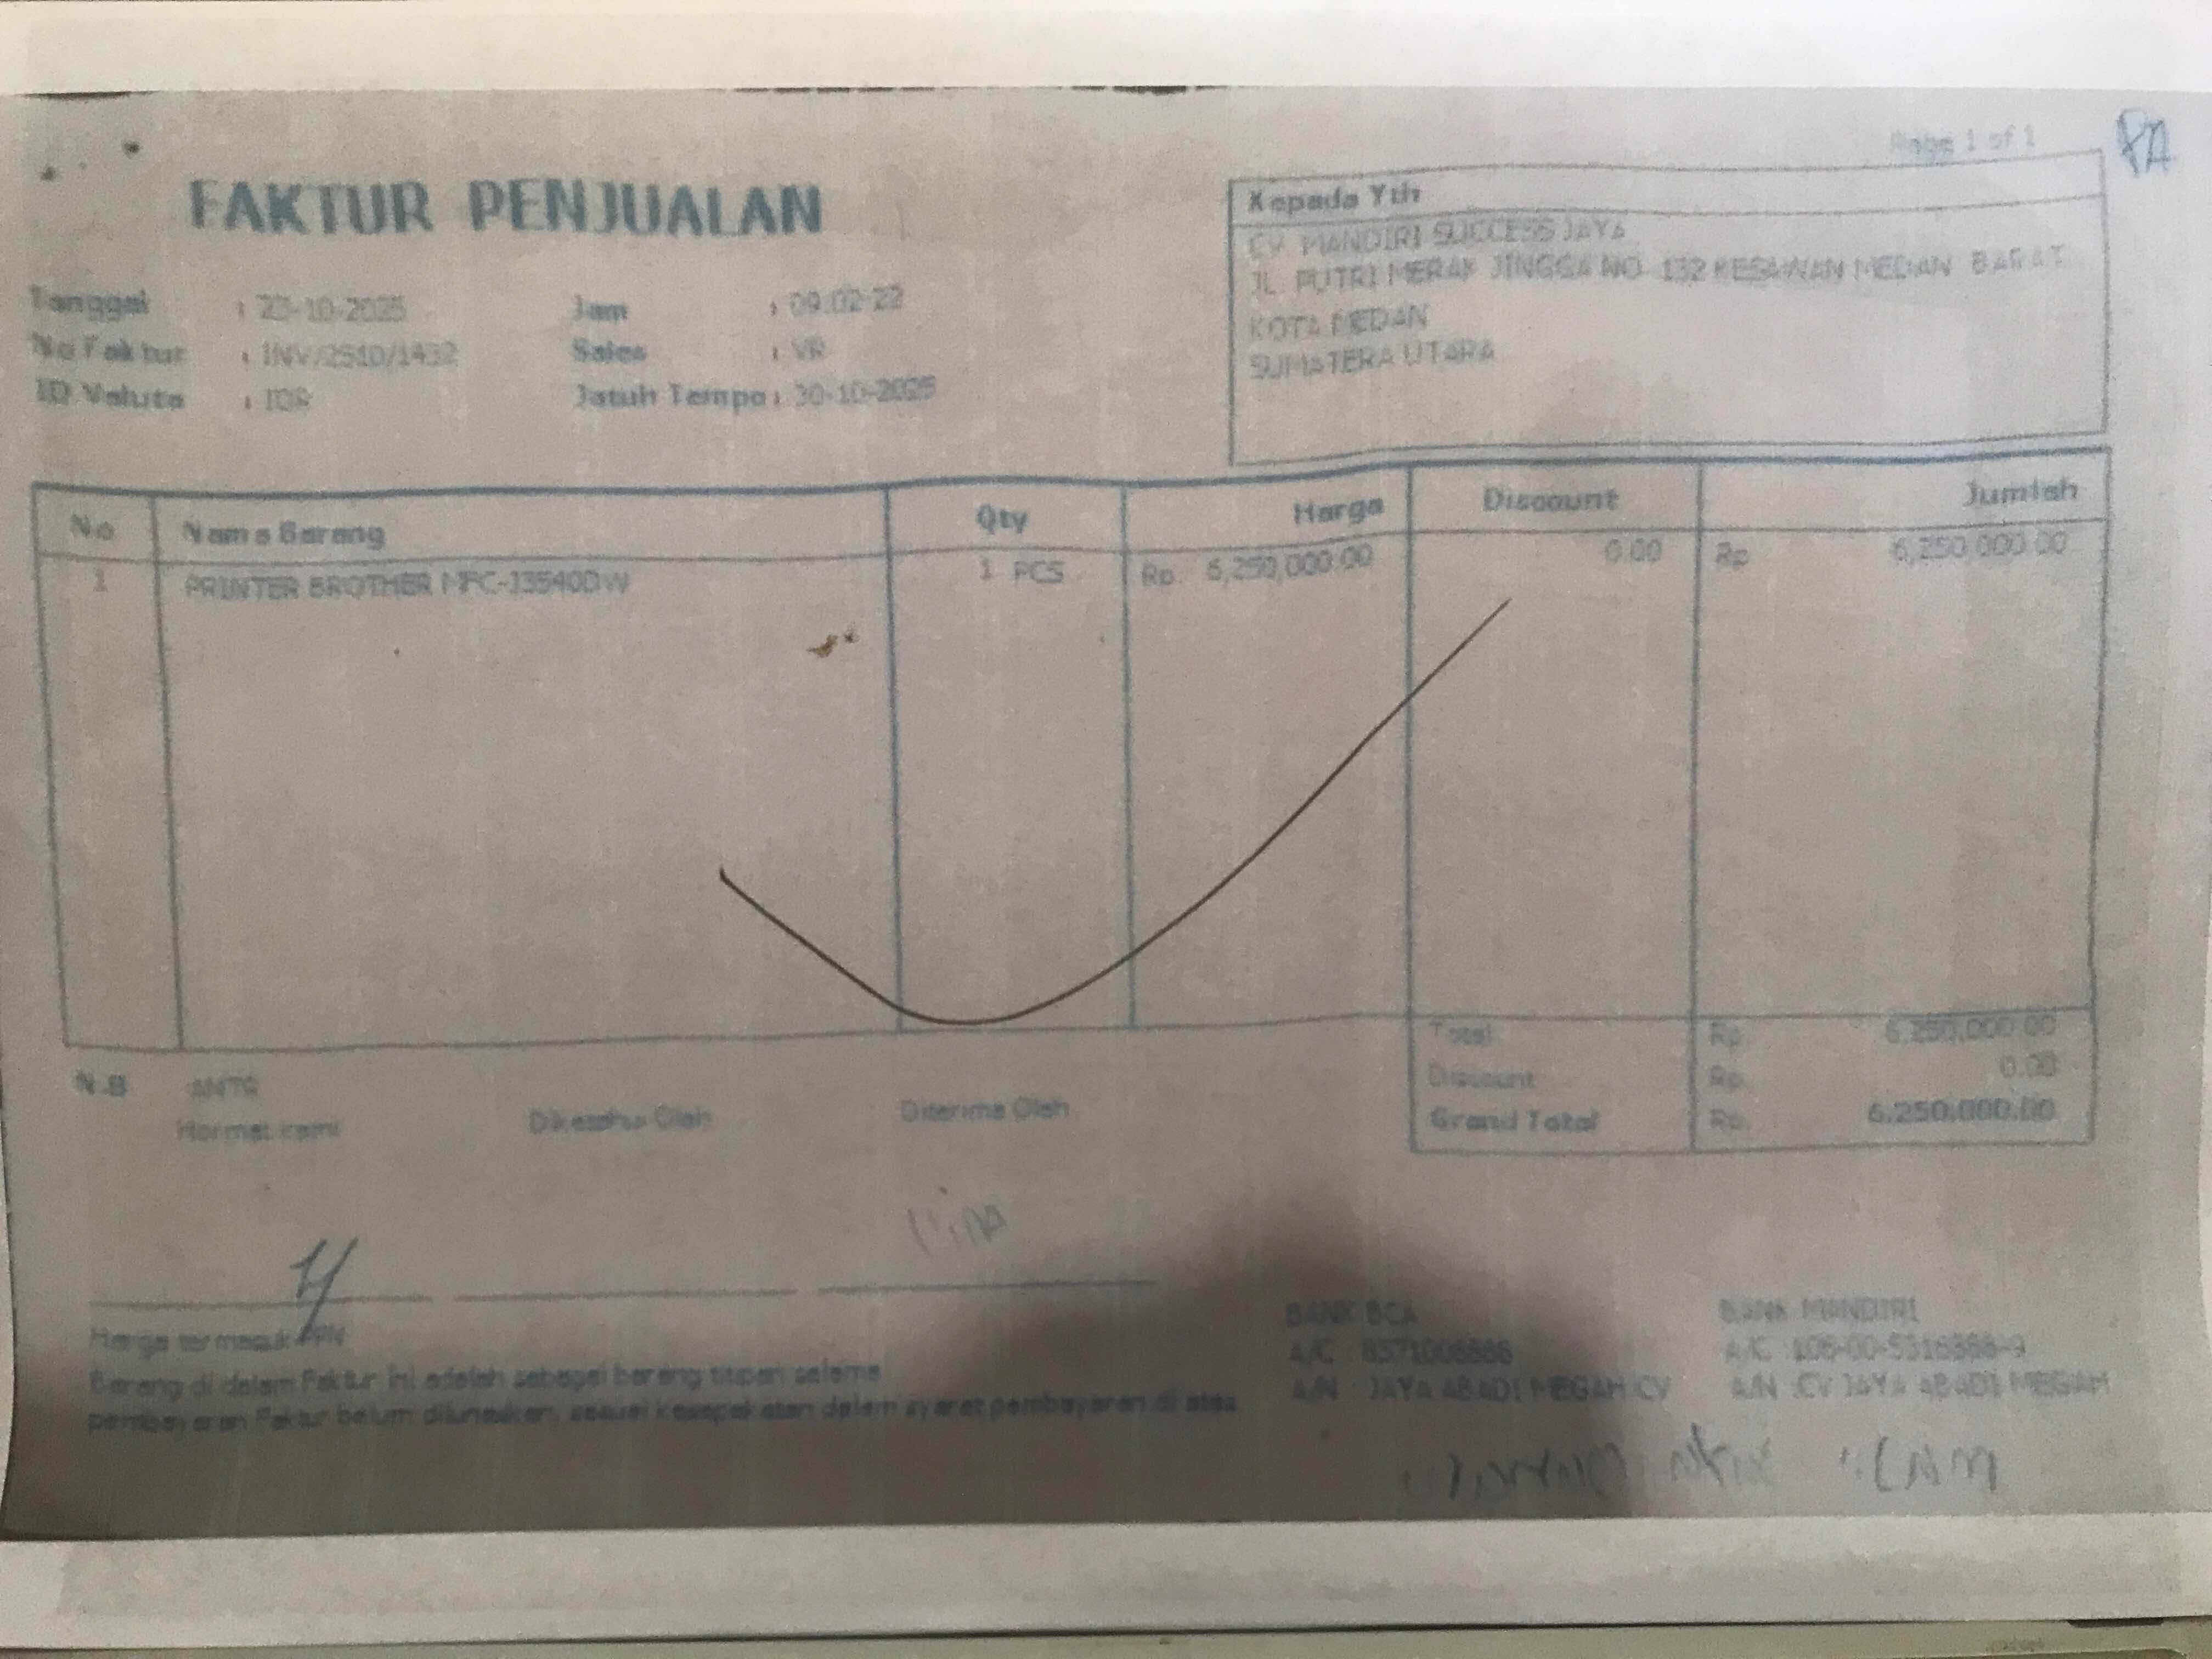 Page 1 of 1
FAKTUR PENJUALAN
Kepada Yth
CV. MANDIRI SUCCESS JAYA
JL. PUTRI MERAK JINGGA NO. 132 KESAWAN MEDAN BARAT
KOTA MEDAN
SUMATERA UTARA
Tanggal : 23-10-2025 Jam : 09:02:22
No Faktur : INV/2510/1432 Sales : VR
ID Valuta : IDR Jatuh Tempo : 30-10-2025
No Nama Barang Qty Harga Discount Jumlah
1 PRINTER BROTHER MFC-J3540DW 1 PCS Rp. 6,250,000.00 0.00 Rp 6,250,000.00
Total Rp. 6,250,000.00
Discount Rp. 0.00
Grand Total Rp. 6,250,000.00
N.B ANTR
Hormat kami Diketahui Oleh Diterima Oleh
Harga termasuk PPN
Barang di dalam Faktur ini adalah sebagai barang titipan selama
pembayaran Faktur belum dilunaskan, sesuai kesepakatan dalam syarat pembayaran di atas
BANK BCA
A/C :
A/N : JAYA ABADI MEGAH CV
BANK MANDIRI
A/C :
A/N : CV JAYA ABADI MEGAH